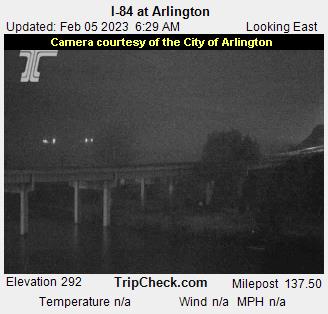 I-84 at Arlington
Updated: Feb 05 2023 6:29 AM Looking East
Camera courtesy of the City of Arlington
Elevation 292 TripCheck.com Milepost 137.50
Temperature n/a Wind n/a MPH n/a